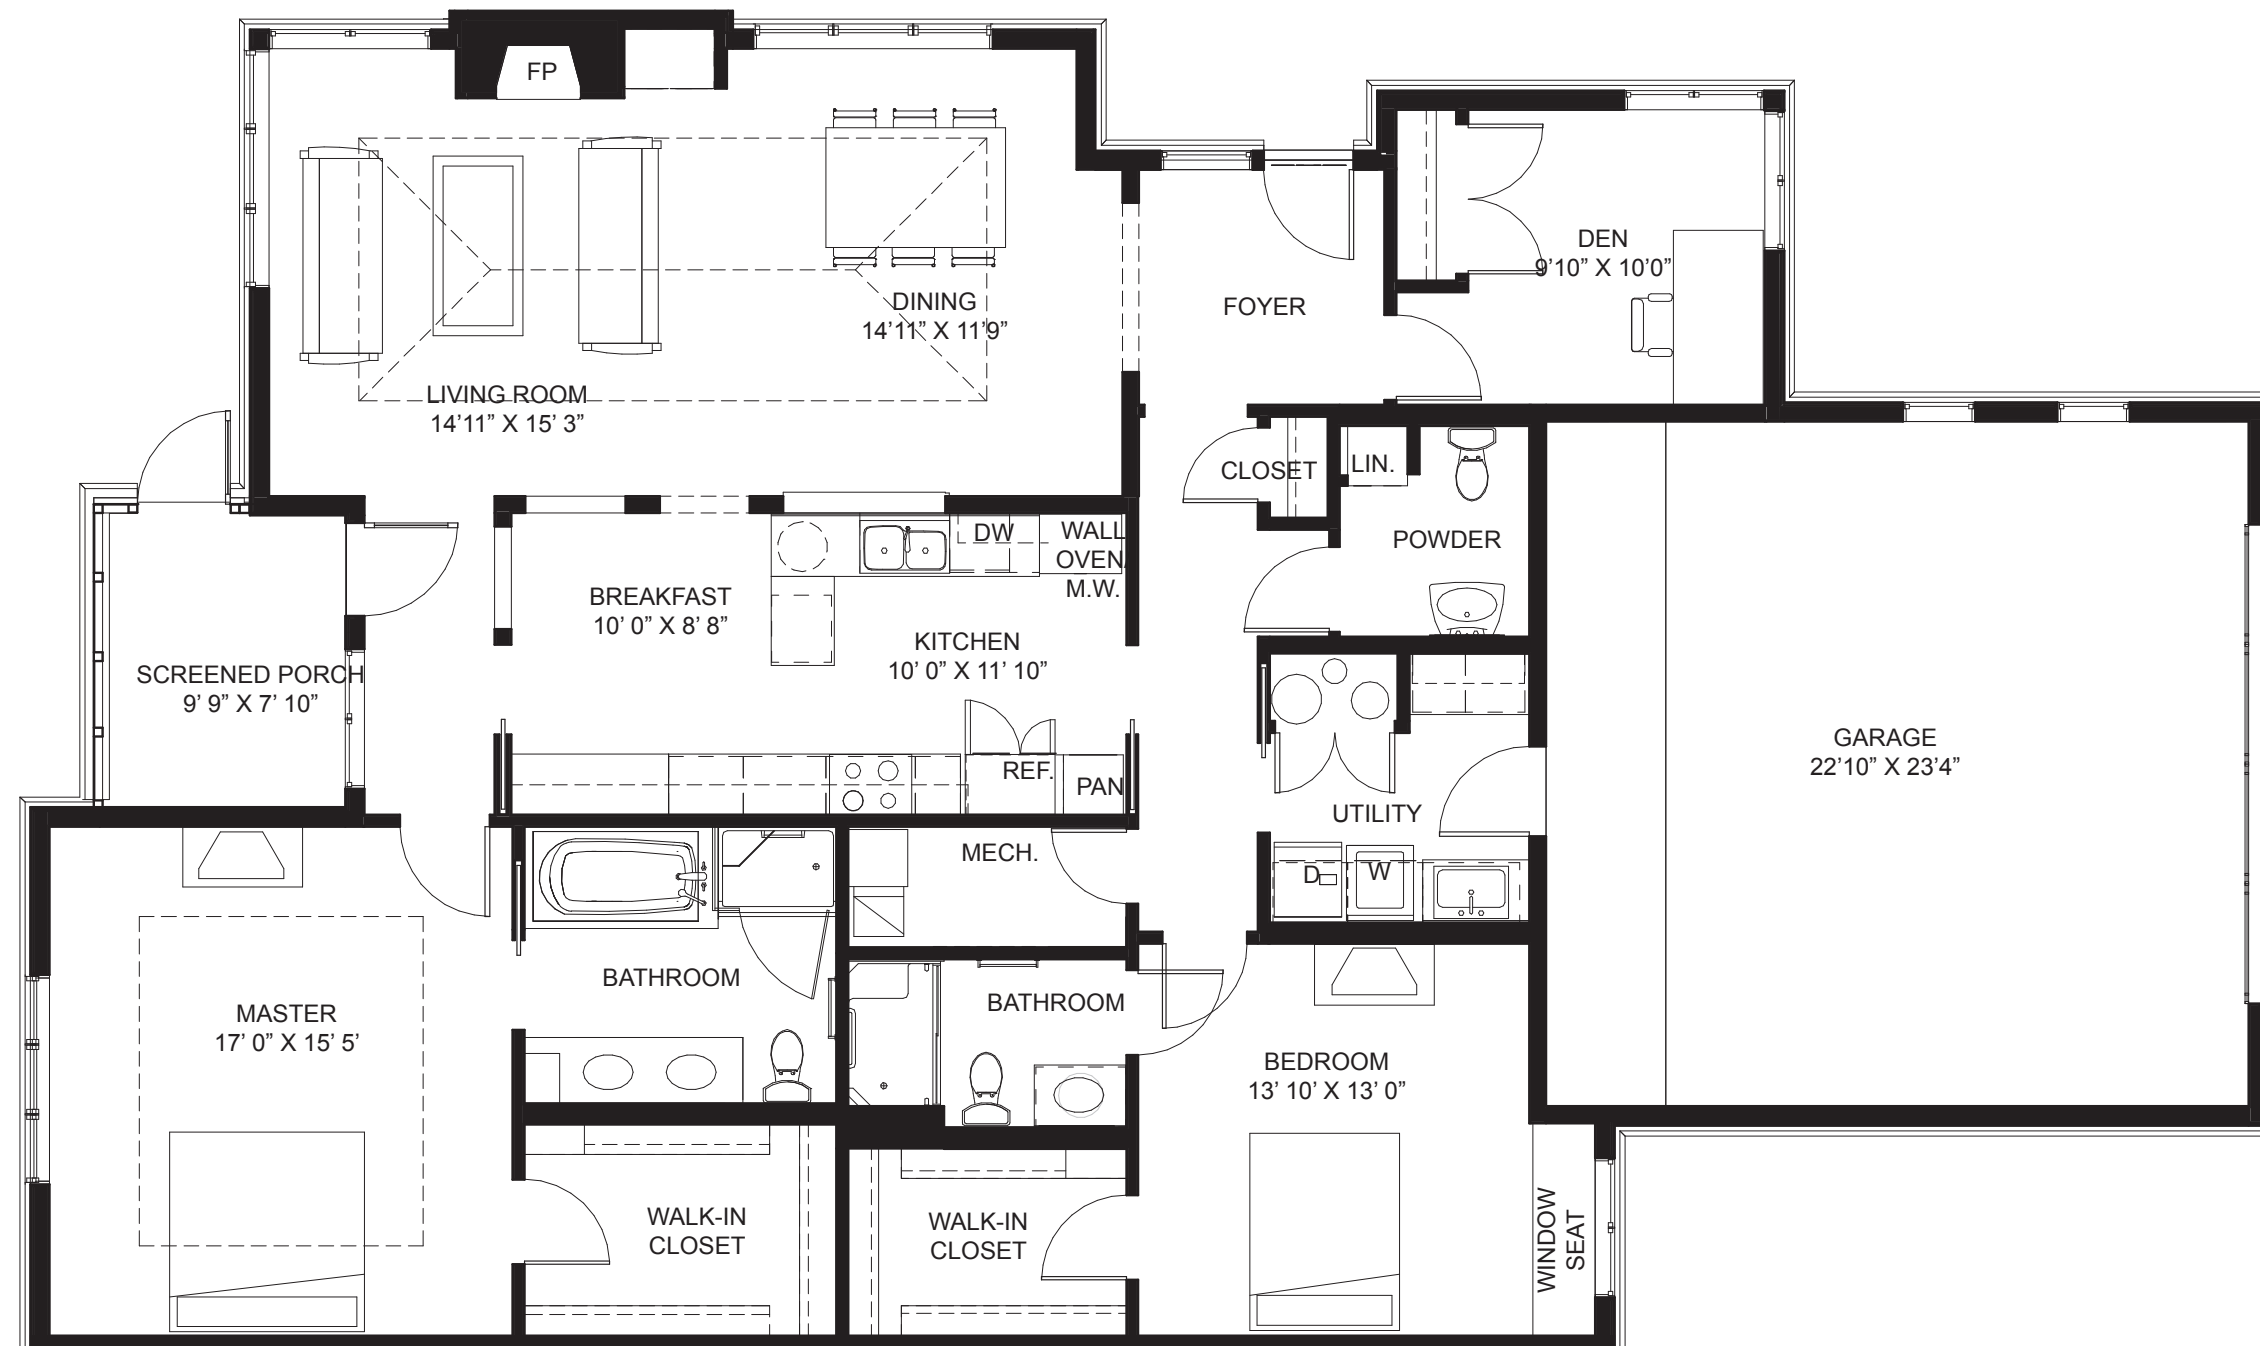 FP
DEN
9’10” X 10’0”
DINING
14’11” X 11’9”
FOYER
LIVING ROOM
14’11” X 15’ 3”
CLOSET
LIN.
POWDER
DW
WALL
OVEN/
M.W.
BREAKFAST
10’ 0” X 8’ 8”
KITCHEN
10’ 0” X 11’ 10”
SCREENED PORCH
9’ 9” X 7’ 10”
GARAGE
22’10” X 23’4”
REF.
PAN
UTILITY
MECH.
D
W
BATHROOM
BATHROOM
MASTER
17’ 0” X 15’ 5’
BEDROOM
13’ 10’ X 13’ 0”
WALK-IN
CLOSET
WALK-IN
CLOSET
WINDOW
SEAT